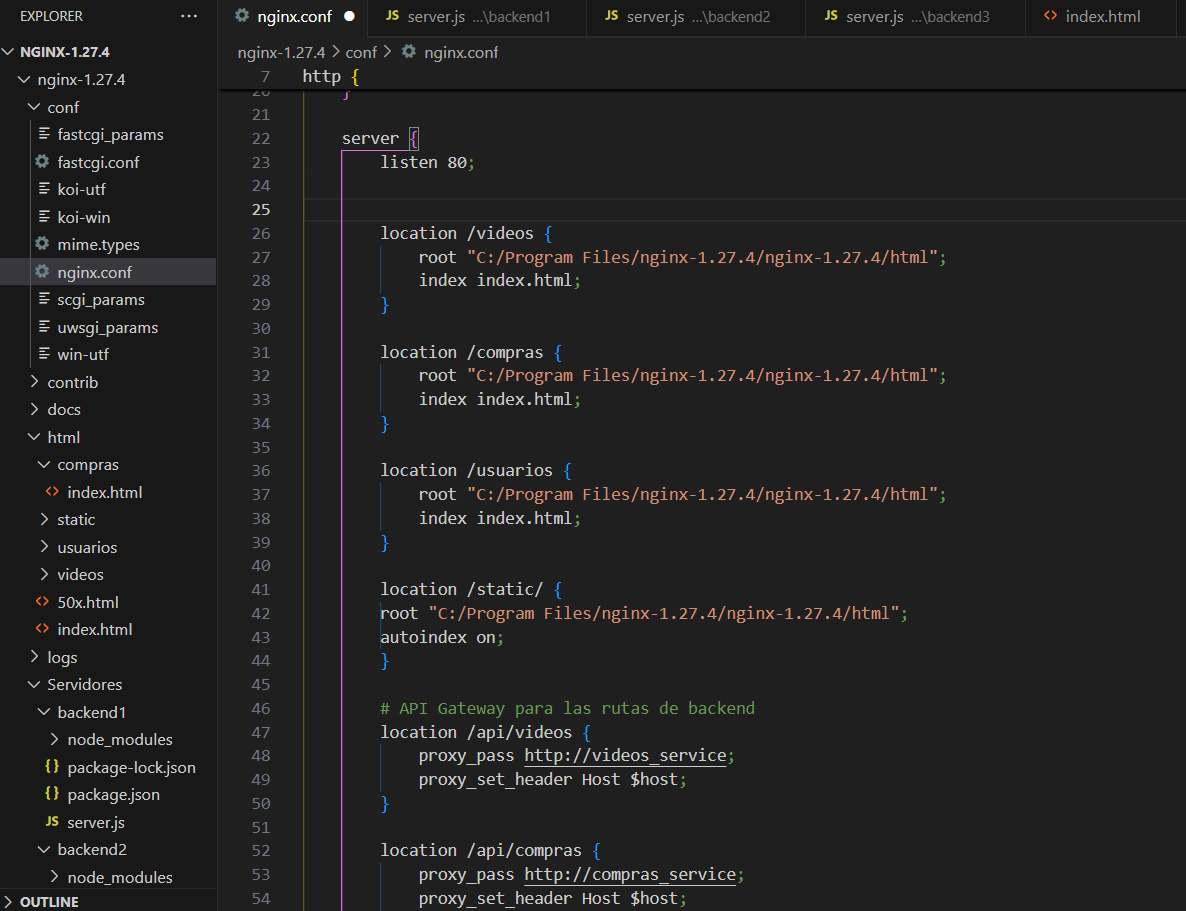 EXPLORER ...
NGINX-1.27.4
nginx-1.27.4
conf
fastcgi_params
fastcgi.conf
koi-utf
koi-win
mime.types
nginx.conf
scgi_params
uwsgi_params
win-utf
contrib
docs
html
compras
<> index.html
static
usuarios
videos
<> 50x.html
<> index.html
logs
Servidores
backend1
node_modules
{} package-lock.json
{} package.json
JS server.js
backend2
node_modules
OUTLINE
nginx.conf
JS server.js ...\backend1
JS server.js ...\backend2
JS server.js ...\backend3
<> index.html
nginx-1.27.4 > conf > nginx.conf
7 http {
20 }
21
22 server {
23 listen 80;
24
25
26 location /videos {
27 root "C:/Program Files/nginx-1.27.4/nginx-1.27.4/html";
28 index index.html;
29 }
30
31 location /compras {
32 root "C:/Program Files/nginx-1.27.4/nginx-1.27.4/html";
33 index index.html;
34 }
35
36 location /usuarios {
37 root "C:/Program Files/nginx-1.27.4/nginx-1.27.4/html";
38 index index.html;
39 }
40
41 location /static/ {
42 root "C:/Program Files/nginx-1.27.4/nginx-1.27.4/html";
43 autoindex on;
44 }
45
46 # API Gateway para las rutas de backend
47 location /api/videos {
48 proxy_pass http://videos_service;
49 proxy_set_header Host $host;
50 }
51
52 location /api/compras {
53 proxy_pass http://compras_service;
54 proxy_set_header Host $host;